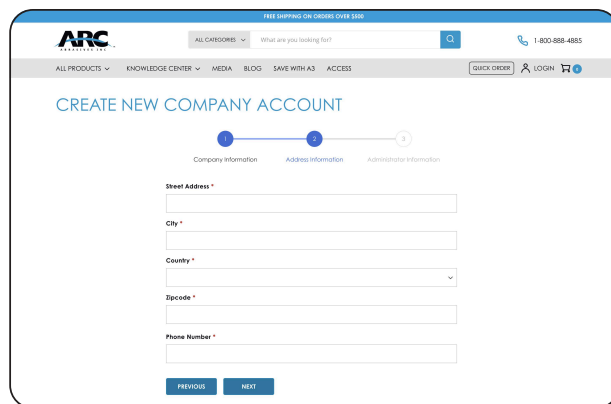 FREE SHIPPING ON ORDERS OVER $500
ARC
ABRASIVES INC.
ALL CATEGORIES
What are you looking for?
1-800-888-4885
ALL PRODUCTS KNOWLEDGE CENTER MEDIA BLOG SAVE WITH A3 ACCESS QUICK ORDER LOGIN
CREATE NEW COMPANY ACCOUNT
1 2 3
Company Information Address Information Administrator Information
Street Address *
City *
Country *
Zipcode *
Phone Number *
PREVIOUS NEXT